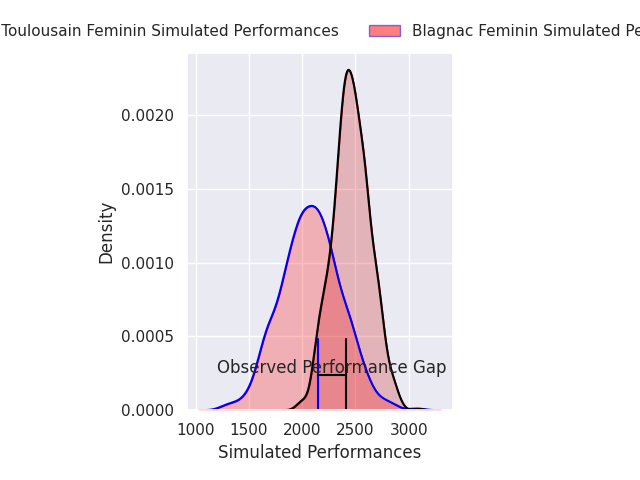 Toulousain Feminin Simulated Performances
Blagnac Feminin Simulated
0.0020
0.0015
0.0010
0.0005
0.0000
Density
Observed Performance Gap
1000 1500 2000 2500 3000
Simulated Performances